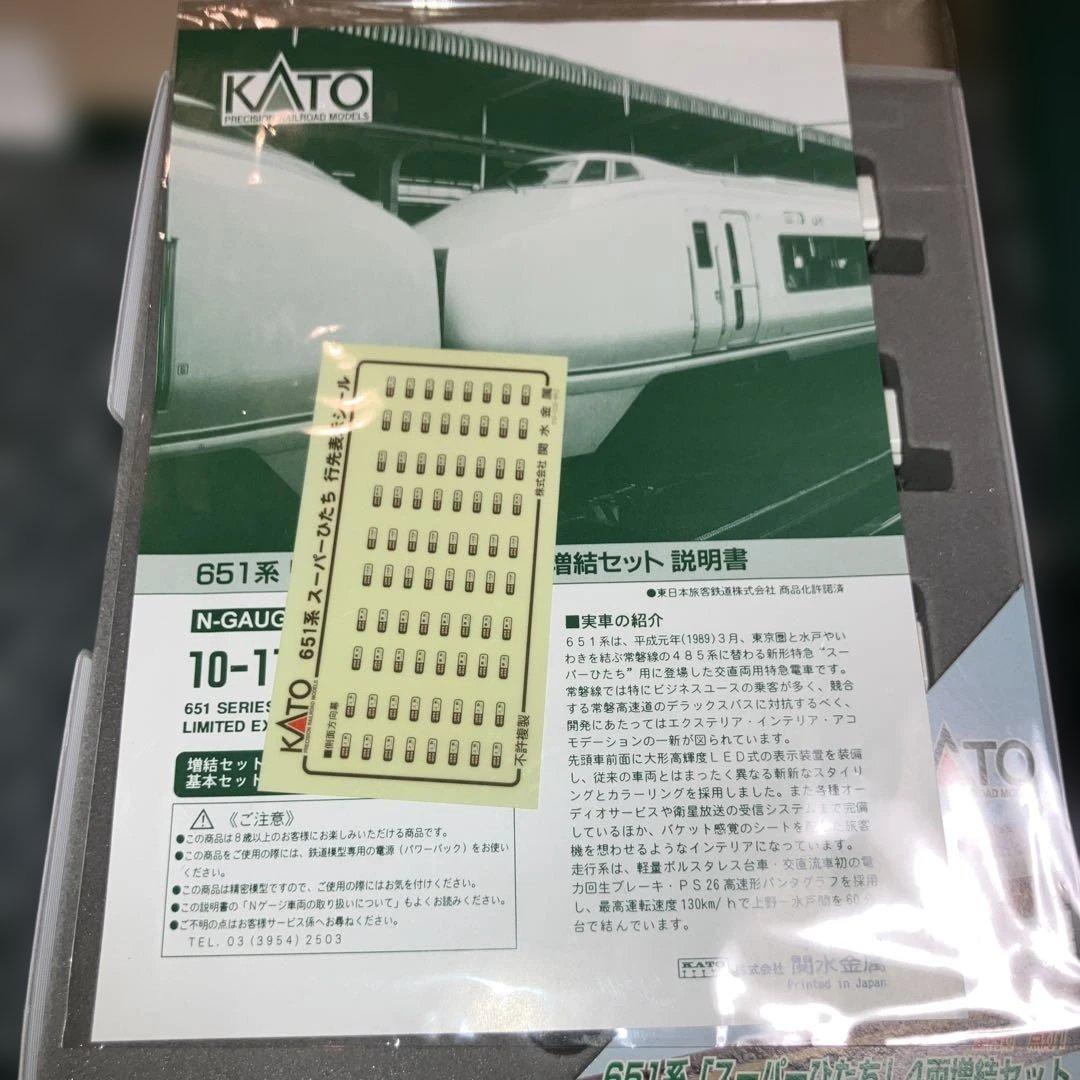 KATO
PRECISION RAILROAD MODELS
651系 スーパーひたち 行先表示シール
株式会社 関水金属
KATO
PRECISION RAILROAD MODELS
■側面方向幕
不許複製
651系
増結セット 説明書
●東日本旅客鉄道株式会社 商品化許諾済
N-GAUG
10-1
651 SERIES
LIMITED EX
増結セット
基本セット
《ご注意》
●この商品は8歳以上のお客様にお楽しみいただける商品です。
●この商品をご使用の際には、鉄道模型専用の電源（パワーパック）をお使い
ください。
●この商品は精密模型ですので、ご使用の際にはお気を付けください。
●この説明書の「Nゲージ車両の取り扱いについて」もよくお読みください。
●ご不明の点はお客様サービス係へお尋ねください。
TEL. 03 (3954) 2503
■実車の紹介
651系は、平成元年(1989)3月、東京圏と水戸やい
わきを結ぶ常磐線の485系に替わる新形特急“スー
パーひたち”用に登場した交直両用特急電車です。
常磐線では特にビジネスユースの乗客が多く、競合
する常磐高速道のデラックスバスに対抗するべく、
開発にあたってはエクステリア・インテリア・アコ
モデーションの一新が図られています。
先頭車前面に大形高輝度LED式の表示装置を装備
し、従来の車両とはまったく異なる斬新なスタイリ
ングとカラーリングを採用しました。また各種オー
ディオサービスや衛星放送の受信システムまで完備
しているほか、バケット感覚のシートを た旅客
機を想わせるようなインテリアになっています。
走行系は、軽量ボルスタレス台車・交直流車初の電
力回生ブレーキ・PS26高速形パンタグラフを採用
し、最高運転速度130km/hで上野－水戸間を60分
台で結んでいます。
KATO 株式会社 関水金属
Printed in Japan
KATO
651系「スーパーひたち」4両増結セット